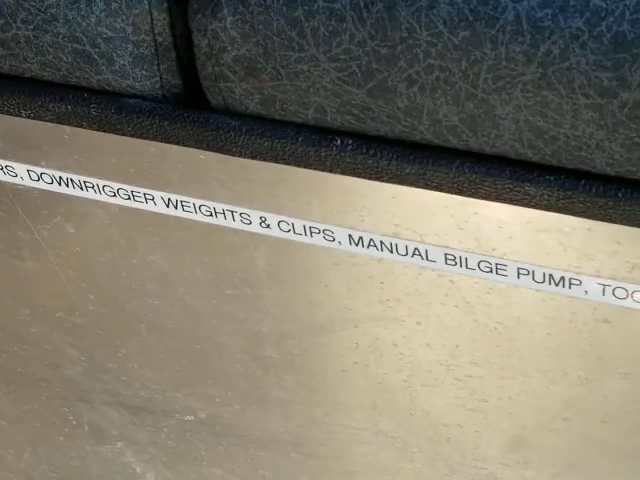 RS, DOWNRIGGER WEIGHTS & CLIPS, MANUAL BILGE PUMP, TOO